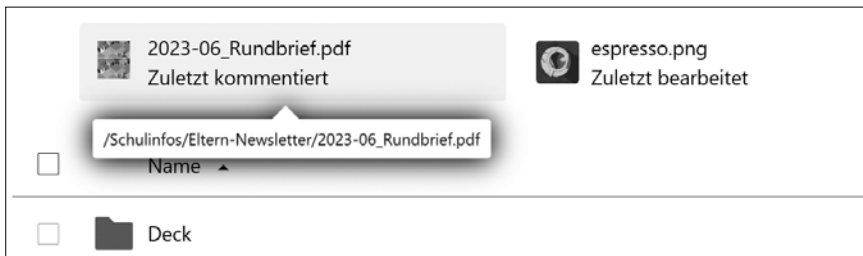 2023-06_Rundbrief.pdf
Zuletzt kommentiert
espresso.png
Zuletzt bearbeitet
/Schulinfos/Eltern-Newsletter/2023-06_Rundbrief.pdf
Name
Deck